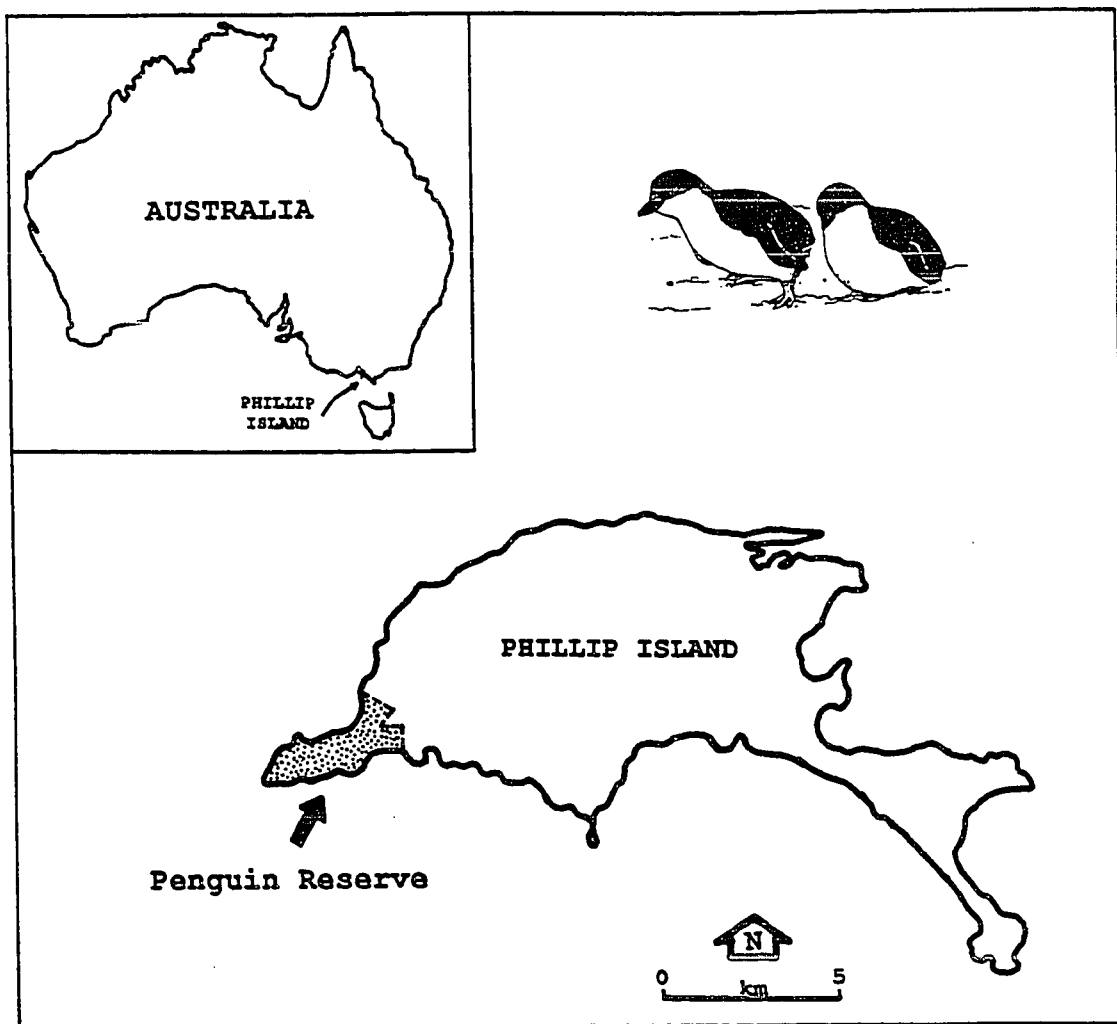 AUSTRALIA
PHILLIP
ISLAND
PHILLIP ISLAND
Penguin Reserve
N
0 5
km